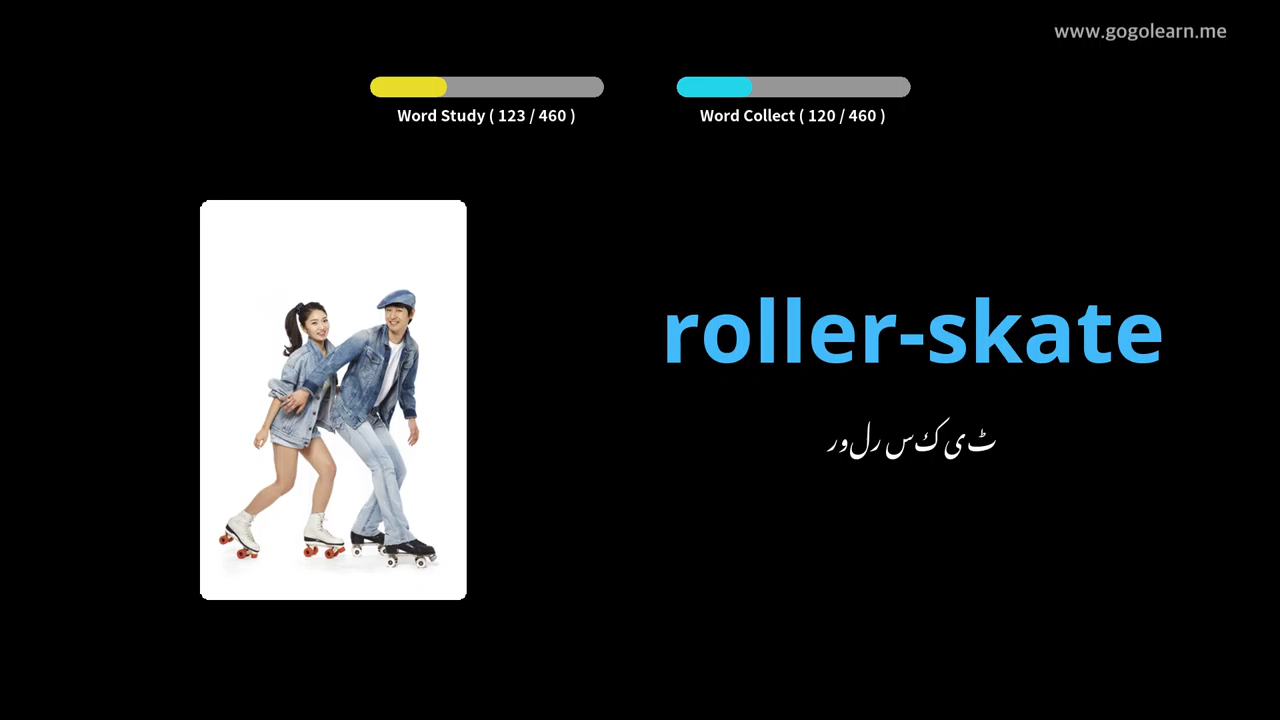 www.gogolearn.me
Word Study ( 123 / 460 )
Word Collect ( 120 / 460 )
roller-skate
رولر سکیٹ